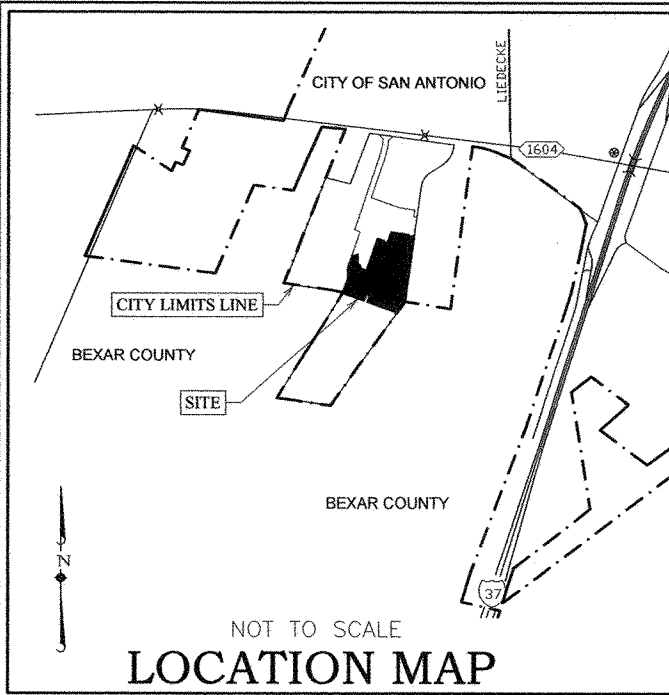 CITY OF SAN ANTONIO
LIEDECKE
1604
CITY LIMITS LINE
BEXAR COUNTY
SITE
BEXAR COUNTY
N
37
NOT TO SCALE
LOCATION MAP